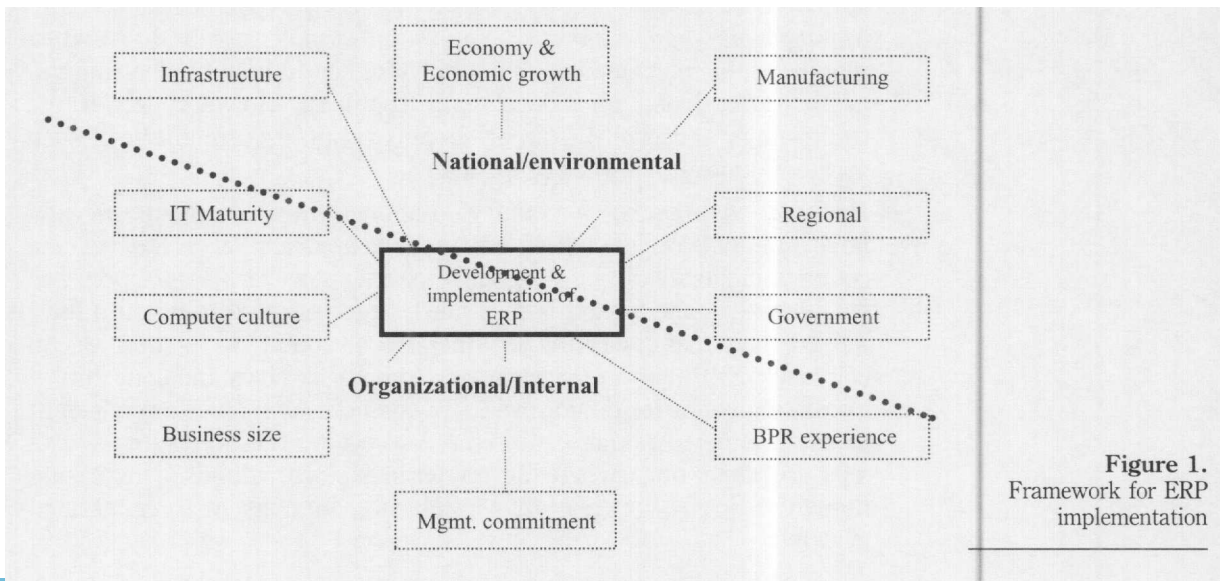 Economy &
Economic growth
Infrastructure
Manufacturing
National/environmental
IT Maturity
Regional
Development &
implementation of
ERP
Computer culture
Government
Organizational/Internal
Business size
BPR experience
Mgmt. commitment
Figure 1.
Framework for ERP
implementation